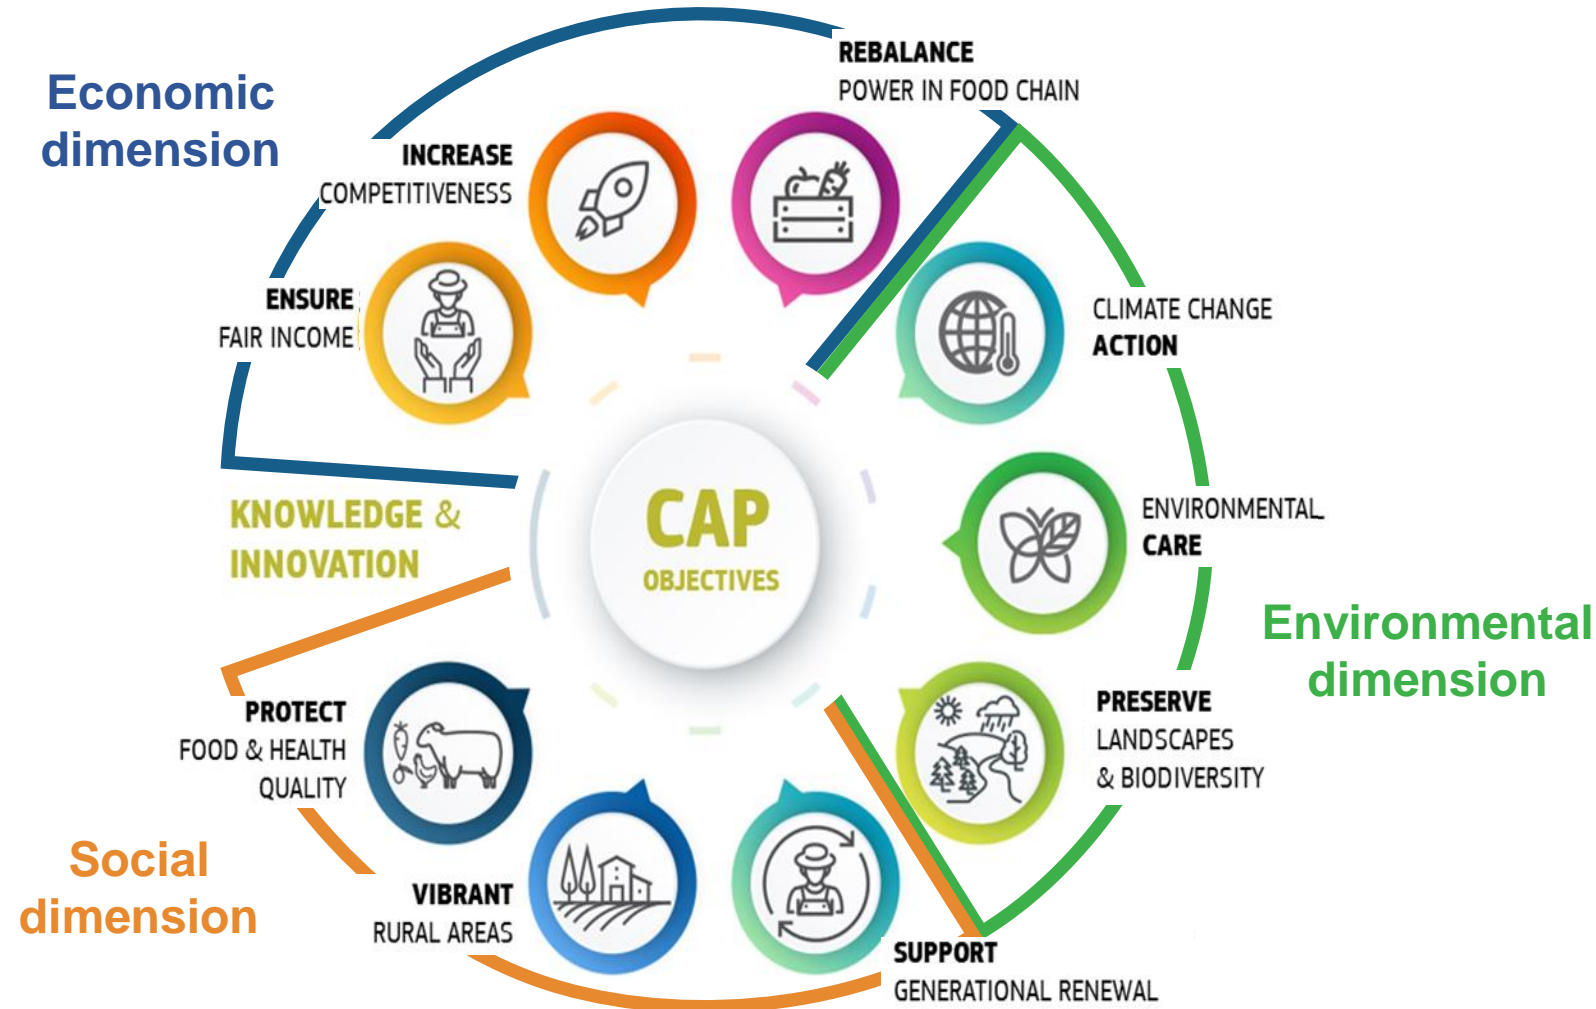 Economic
dimension
REBALANCE
POWER IN FOOD CHAIN
INCREASE
COMPETITIVENESS
ENSURE
FAIR INCOME
CLIMATE CHANGE
ACTION
KNOWLEDGE &
INNOVATION
CAP
OBJECTIVES
ENVIRONMENTAL
CARE
Environmental
dimension
PROTECT
FOOD & HEALTH
QUALITY
PRESERVE
LANDSCAPES
& BIODIVERSITY
Social
dimension
VIBRANT
RURAL AREAS
SUPPORT
GENERATIONAL RENEWAL